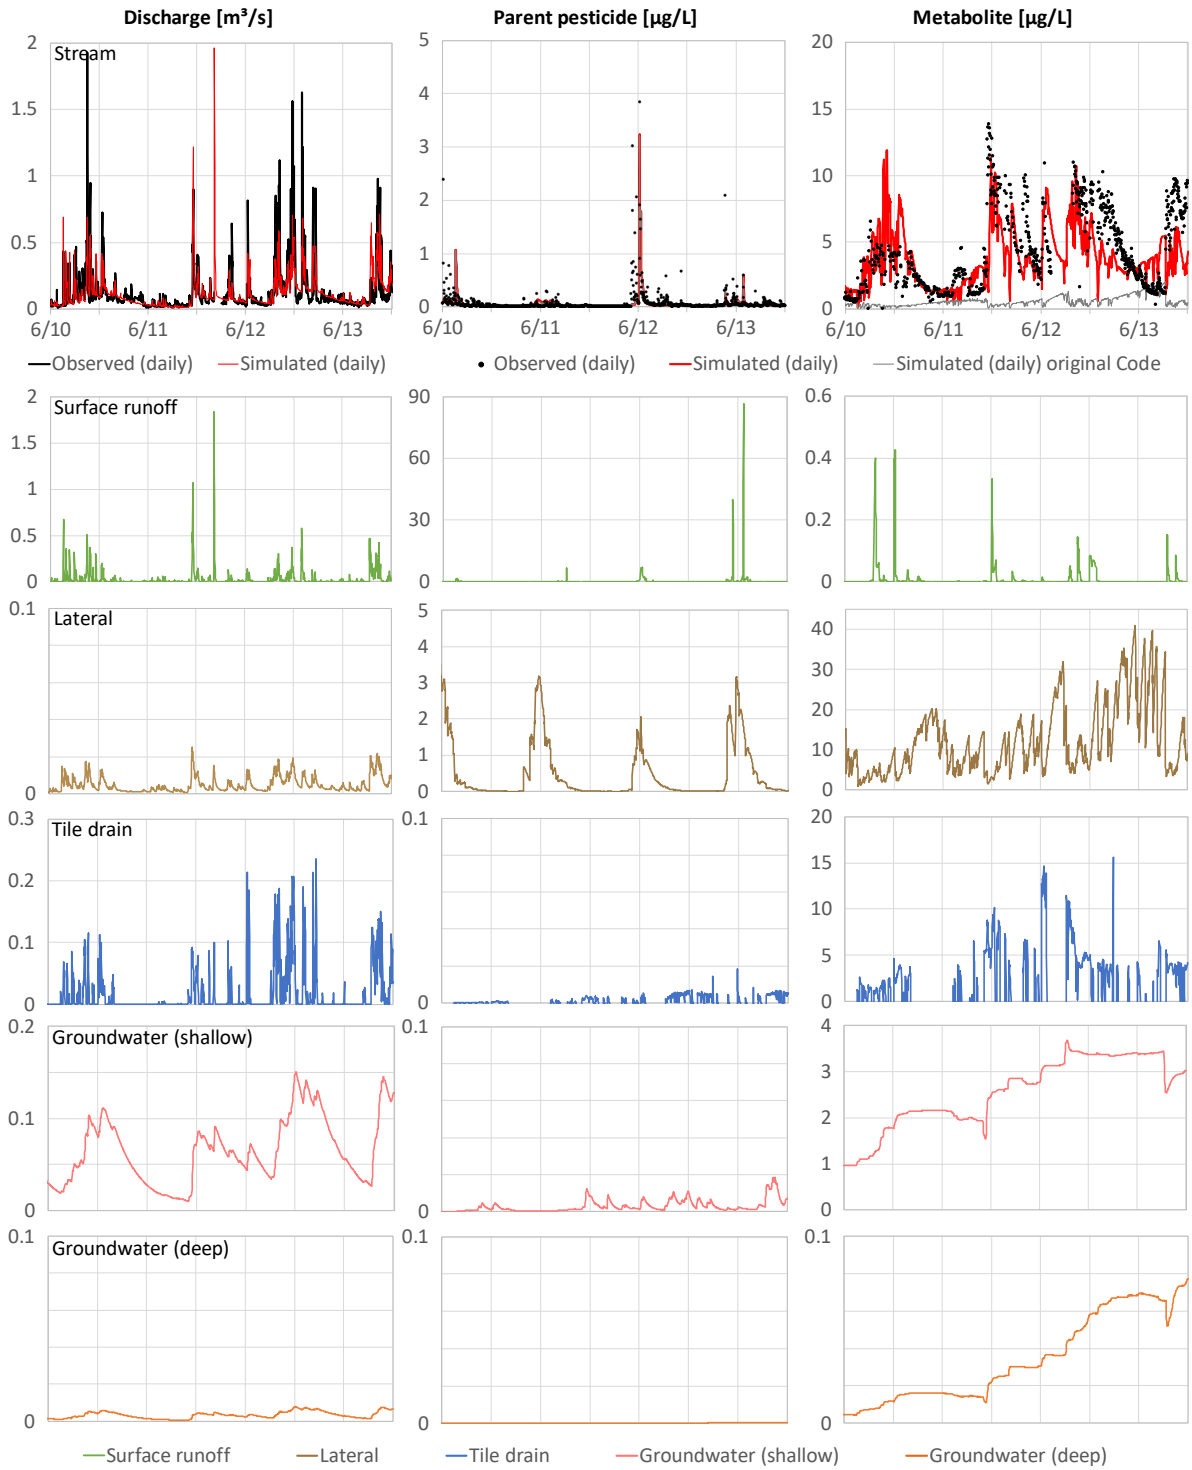 Discharge [m³/s] Parent pesticide [µg/L] Metabolite [µg/L]
2 5 20
Stream
1.5 4 15
3
1 10
2
0.5 5
1
0 0 0
6/10 6/11 6/12 6/13 6/10 6/11 6/12 6/13 6/10 6/11 6/12 6/13
Observed (daily) Simulated (daily) Observed (daily) Simulated (daily) Simulated (daily) original Code
2 90 0.6
Surface runoff
1.5
60 0.4
1
30 0.2
0.5
0 0 0
0.1 5 40
Lateral
4 30
3
20
2
1 10
0 0 0
0.3 0.1 20
Tile drain
0.2 15
10
0.1 5
0 0 0
0.2 0.1 4
Groundwater (shallow)
3
0.1 2
1
0 0 0
0.1 0.1 0.1
Groundwater (deep)
0 0 0
Surface runoff Lateral Tile drain Groundwater (shallow) Groundwater (deep)